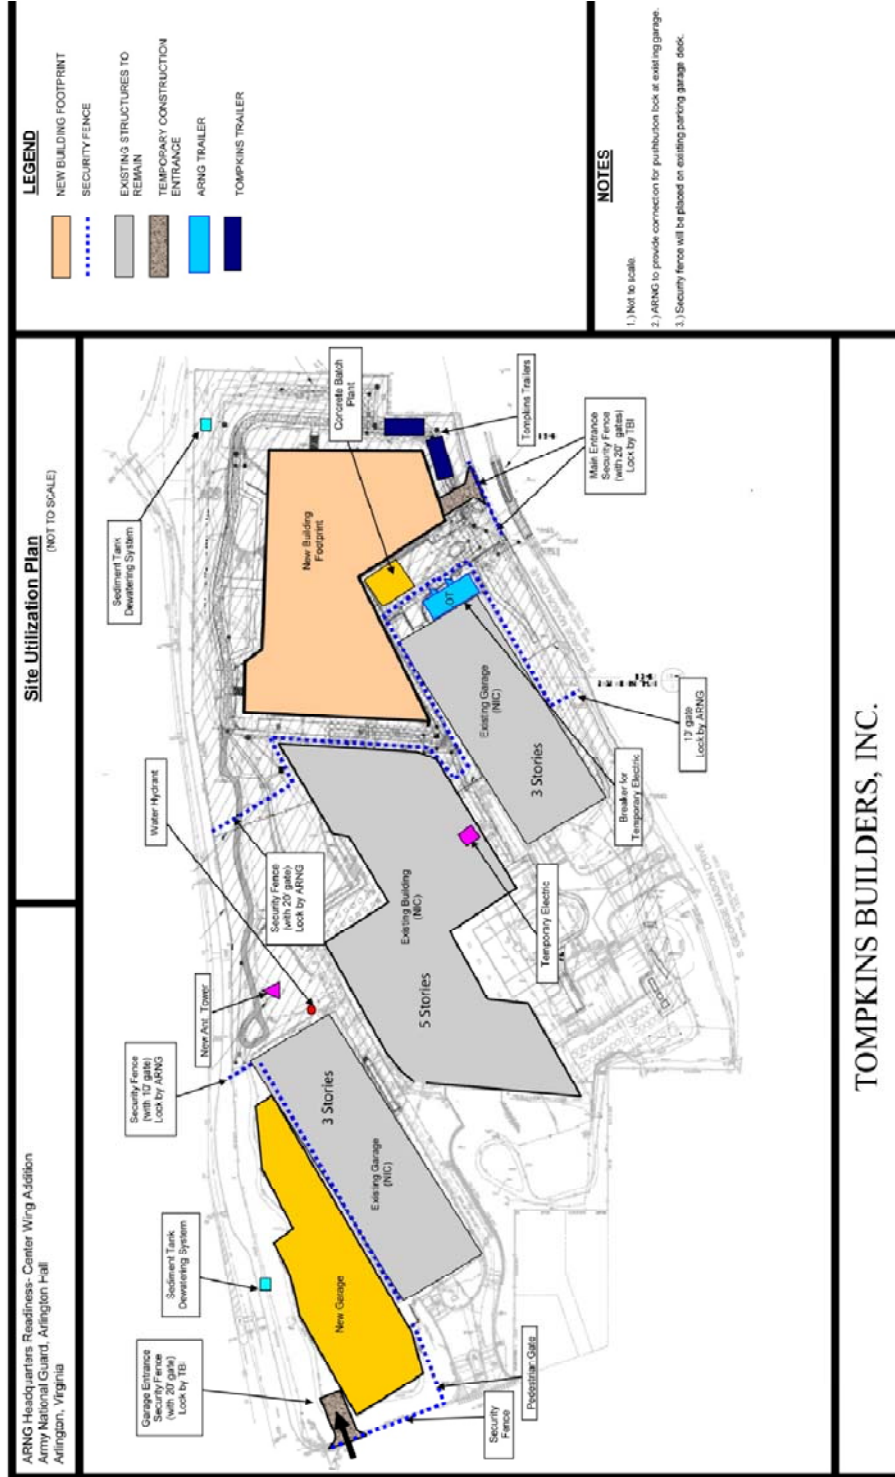 ARNG Headquarters Readiness- Center Wing Addition
Army National Guard, Arlington Hall
Arlington, Virginia
Site Utilization Plan
(NOT TO SCALE)
LEGEND
NEW BUILDING FOOTPRINT
SECURITY FENCE
EXISTING STRUCTURES TO
REMAIN
TEMPORARY CONSTRUCTION
ENTRANCE
ARNG TRAILER
TOMPKINS TRAILER
NOTES
1.) Not to scale.
2.) ARNG to provide connection for pushbutton lock at existing garage.
3.) Security fence will be placed on existing parking garage deck.
Garage Entrance
Security Fence
(with 20' gate)
Lock by TBI
Sediment Tank
Dewatering System
Security Fence
(with 10' gate)
Lock by ARNG
New Ant. Tower
Water Hydrant
Security Fence
(with 20' gate)
Lock by ARNG
Sediment Tank
Dewatering System
Concrete Batch
Plant
New Building
Footprint
New Garage
3 Stories
Existing Garage
(NIC)
Existing Building
(NIC)
5 Stories
Existing Garage
(NIC)
3 Stories
Tompkins Trailers
Main Entrance
Security Fence
(with 20' gates)
Lock by TBI
10' gate
Lock by ARNG
Breaker for
Temporary Electric
Temporary Electric
Pedestrian Gate
Security
Fence
TOMPKINS BUILDERS, INC.